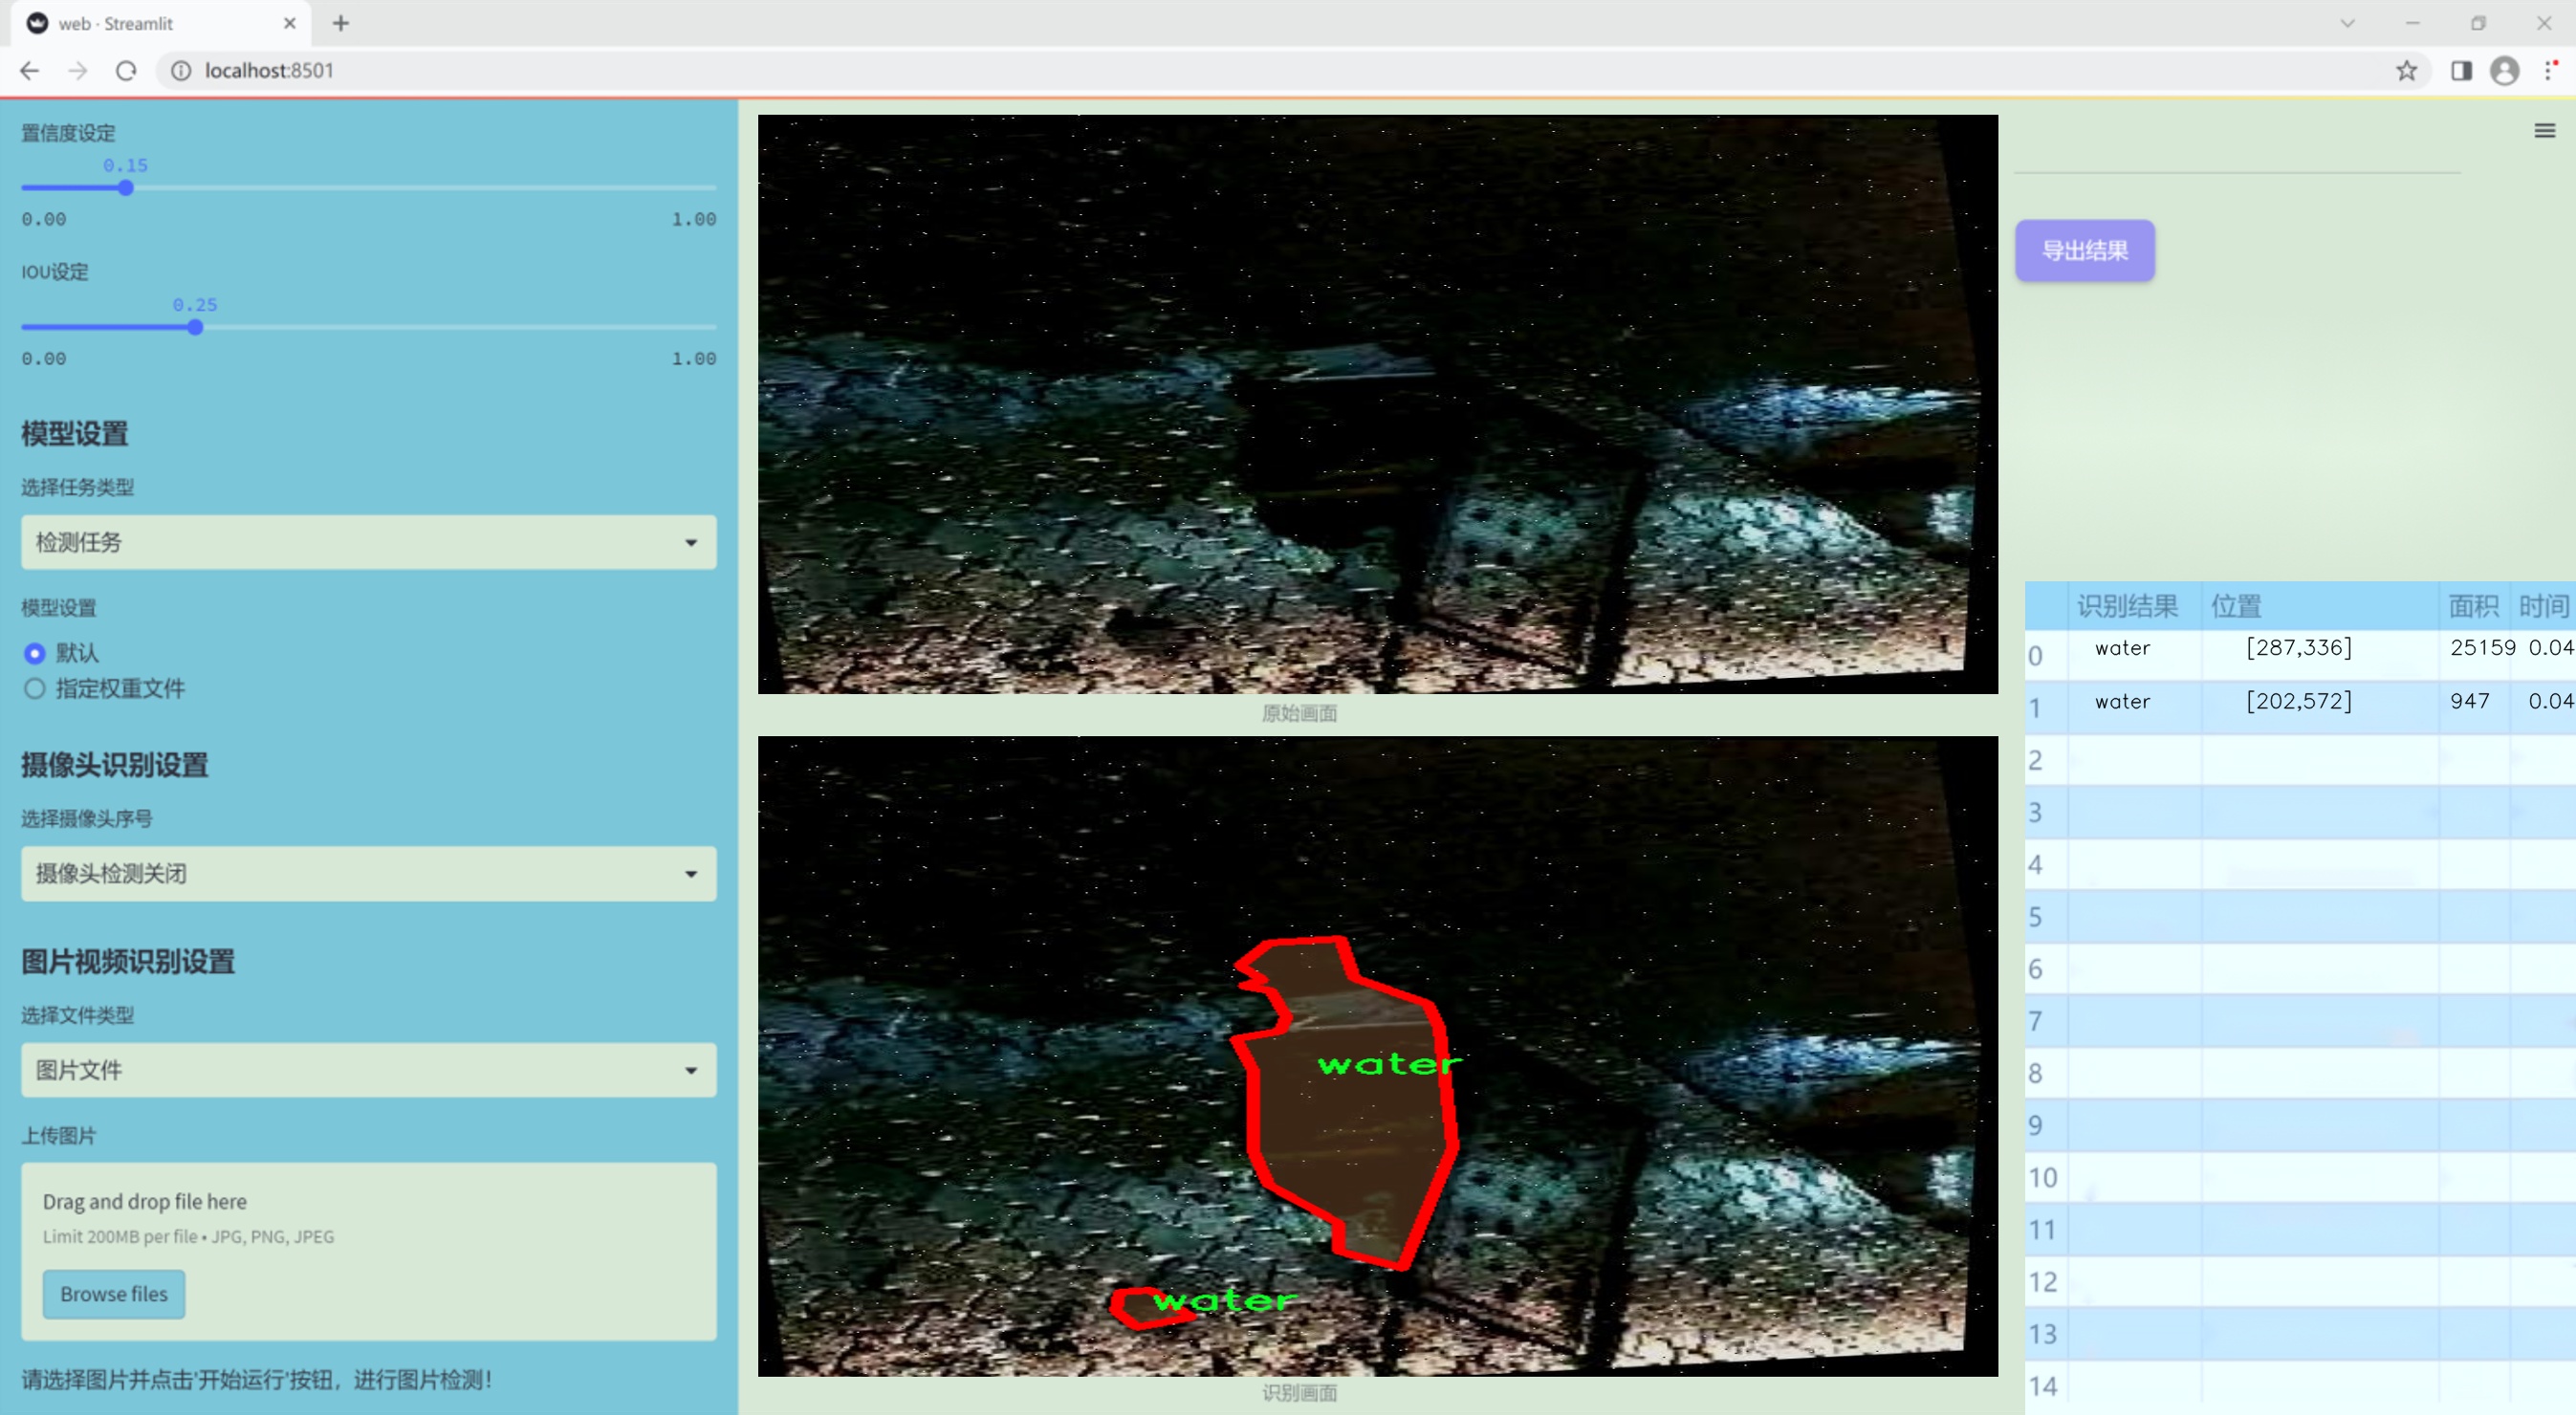 web · Streamlit
localhost:8501
置信度设定
0.15
0.00 1.00
IOU设定
0.25
0.00 1.00
模型设置
选择任务类型
检测任务
模型设置
默认
指定权重文件
摄像头识别设置
选择摄像头序号
摄像头检测关闭
图片视频识别设置
选择文件类型
图片文件
上传图片
Drag and drop file here
Limit 200MB per file • JPG, PNG, JPEG
Browse files
请选择图片并点击'开始运行'按钮，进行图片检测！
原始画面
water
water
识别画面
导出结果
识别结果 位置 面积 时间
0 water [287,336] 25159 0.04
1 water [202,572] 947 0.04
2
3
4
5
6
7
8
9
10
11
12
13
14